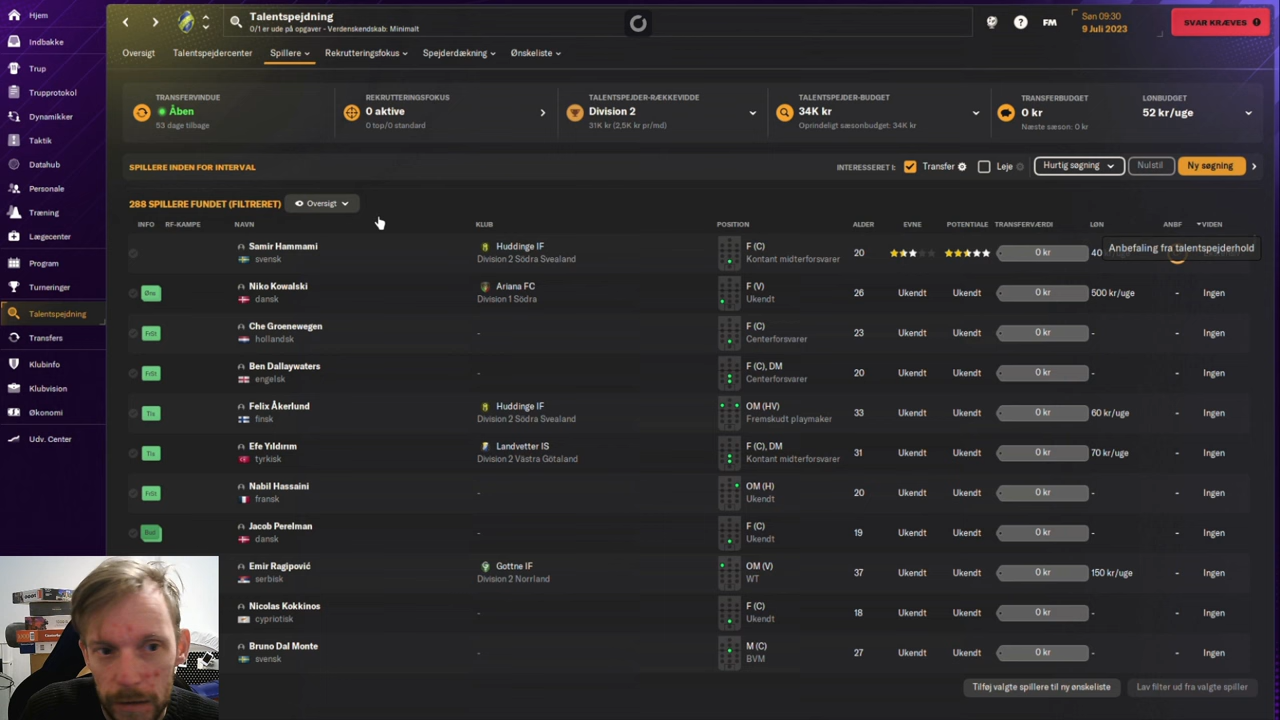 Hjem
Indbakke
Trup
Trupprotokol
Dynamikker
Taktik
Datahub
Personale
Træning
Lægecenter
Program
Turneringer
Talentspejdning
Transfers
Klubinfo
Klubvision
Økonomi
Udv. Center
Talentspejdning
0/1 er ude på opgaver - Verdenskendskab: Minimalt
FM
Søn 09:30
9 Juli 2023
SVAR KRÆVES
Oversigt
Talentspejdercenter
Spillere
Rekrutteringsfokus
Spejderdækning
Ønskeliste
TRANSFERVINDUE
Åben
53 dage tilbage
REKRUTTERINGSFOKUS
0 aktive
0 top/0 standard
TALENTSPEJDER-RÆKKEVIDDE
Division 2
31K kr (2,5K kr pr/md)
TALENTSPEJDER-BUDGET
34K kr
Oprindeligt sæsonbudget: 34K
TRANSFERBUDGET
0 kr
Næste sæson: 0 kr
LØNBUDGET
52 kr/uge
SPILLERE INDEN FOR INTERVAL
INTERESSERET I:
Transfer
Leje
Hurtig søgning
Nulstil
Ny søgning
288 SPILLERE FUNDET (FILTRERET)
Oversigt
INFO RF-KAMPE NAVN KLUB POSITION ALDER EVNE POTENTIALE TRANSFERVÆRDI LØN ANBF VIDEN
Anbefaling fra talentspejderhold
Samir Hammami Huddinge IF F (C) 20 0 kr 40
svensk Division 2 Södra Svealand Kontant midterforsvarer
Øns Niko Kowalski Ariana FC F (V) 26 Ukendt Ukendt 0 kr 500 kr/uge - Ingen
dansk Division 1 Södra Ukendt
FrSt Che Groenewegen - F (C) 23 Ukendt Ukendt 0 kr - - Ingen
hollandsk Centerforsvarer
FrSt Ben Dallaywaters - F (C), DM 20 Ukendt Ukendt 0 kr - - Ingen
engelsk Centerforsvarer
Tis Felix Åkerlund Huddinge IF OM (HV) 33 Ukendt Ukendt 0 kr 60 kr/uge - Ingen
finsk Division 2 Södra Svealand Fremskudt playmaker
Tis Efe Yıldırım Landvetter IS F (C), DM 31 Ukendt Ukendt 0 kr 70 kr/uge - Ingen
tyrkisk Division 2 Västra Götaland Kontant midterforsvarer
FrSt Nabil Hassaini - OM (H) 20 Ukendt Ukendt 0 kr - - Ingen
fransk Ukendt
Bud Jacob Perelman - F (C) 19 Ukendt Ukendt 0 kr - - Ingen
dansk Ukendt
Emir Ragipović Gottne IF OM (V) 37 Ukendt Ukendt 0 kr 150 kr/uge - Ingen
serbisk Division 2 Norrland WT
Nicolas Kokkinos - F (C) 18 Ukendt Ukendt 0 kr - - Ingen
cypriotisk Ukendt
Bruno Dal Monte - M (C) 27 Ukendt Ukendt 0 kr - - Ingen
svensk BVM
Tilføj valgte spillere til ny ønskeliste
Lav filter ud fra valgte spiller